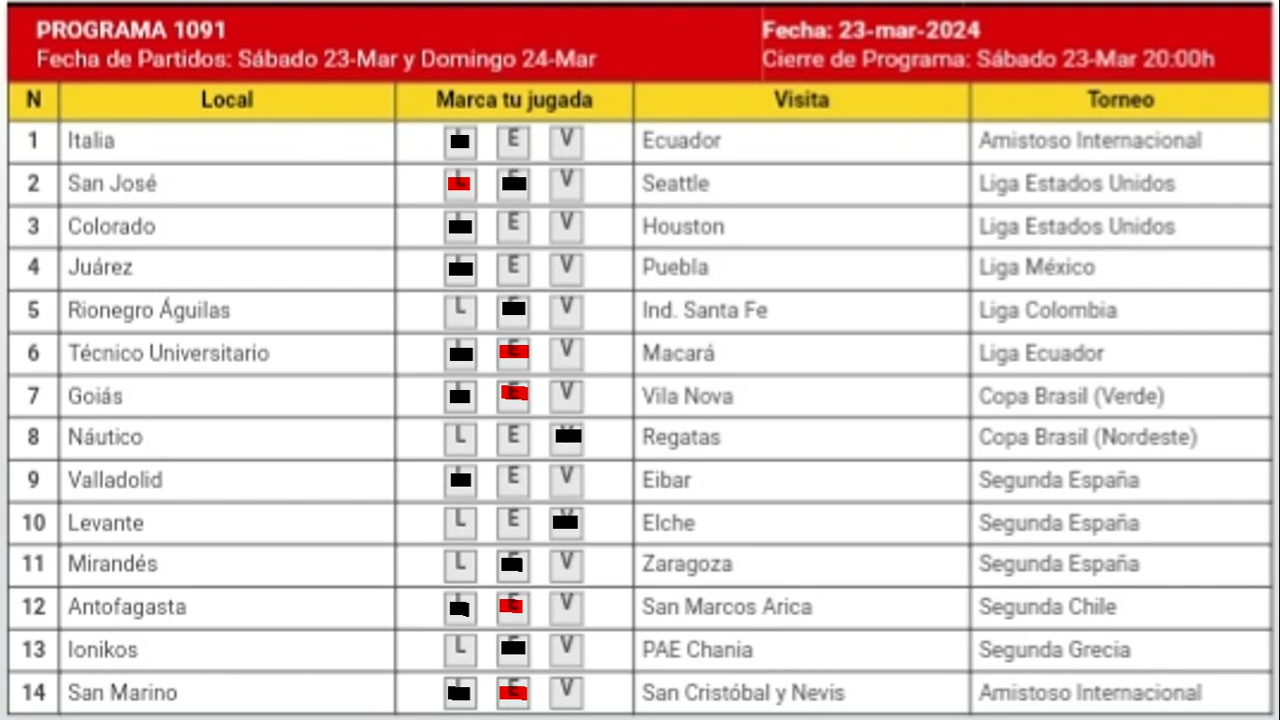 PROGRAMA 1091 Fecha: 23-mar-2024
Fecha de Partidos: Sábado 23-Mar y Domingo 24-Mar Cierre de Programa: Sábado 23-Mar 20:00h
N Local Marca tu jugada Visita Torneo
1 Italia E V Ecuador Amistoso Internacional
2 San José L V Seattle Liga Estados Unidos
3 Colorado E V Houston Liga Estados Unidos
4 Juárez E V Puebla Liga México
5 Rionegro Águilas L V Ind. Santa Fe Liga Colombia
6 Técnico Universitario E V Macará Liga Ecuador
7 Goiás E V Vila Nova Copa Brasil (Verde)
8 Náutico L E Regatas Copa Brasil (Nordeste)
9 Valladolid E V Eibar Segunda España
10 Levante L E Elche Segunda España
11 Mirandés L V Zaragoza Segunda España
12 Antofagasta E V San Marcos Arica Segunda Chile
13 Ionikos L V PAE Chania Segunda Grecia
14 San Marino E V San Cristóbal y Nevis Amistoso Internacional